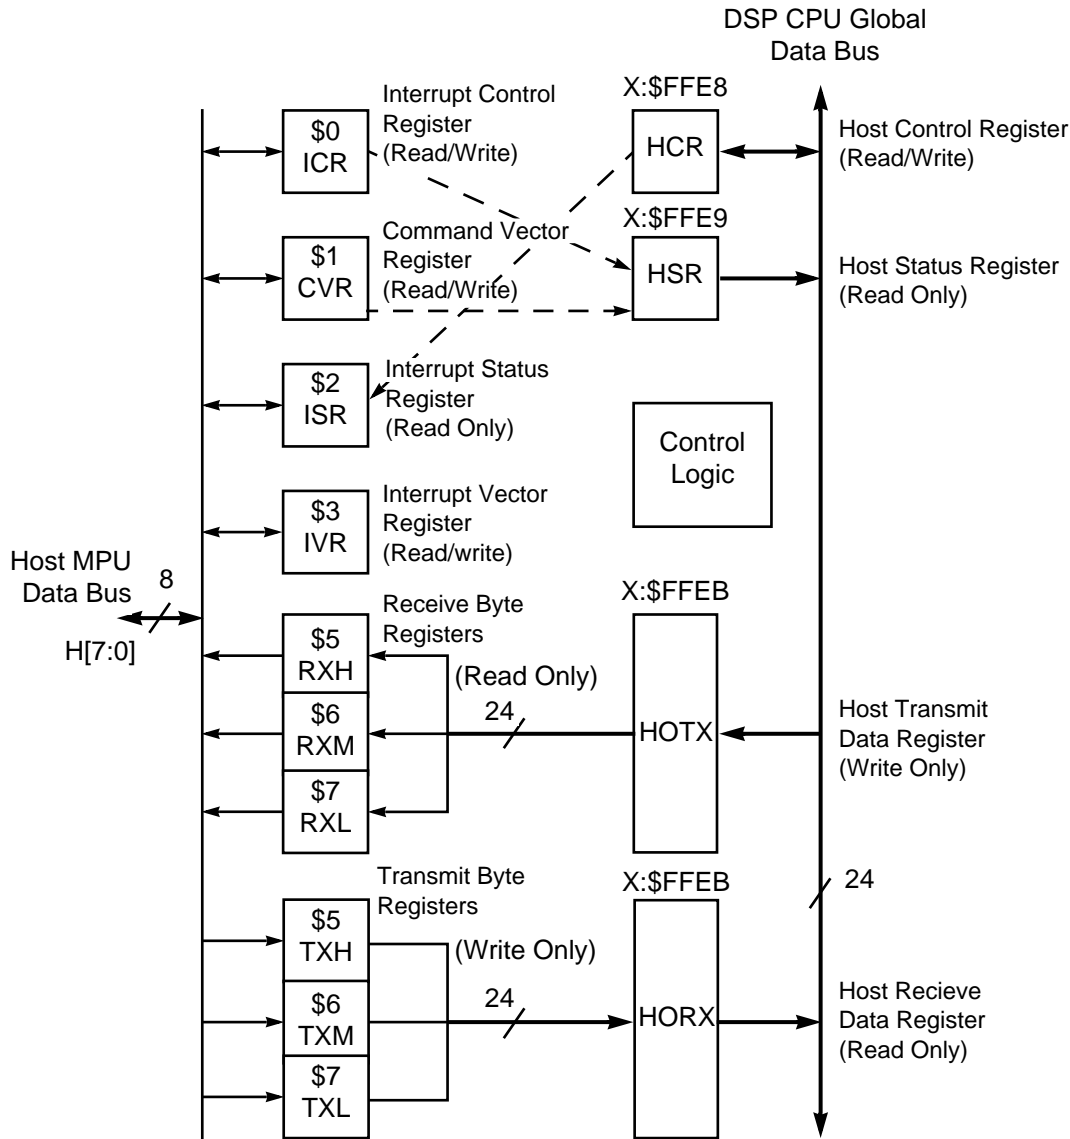 DSP CPU Global
Data Bus
Interrupt Control
Register
(Read/Write)
$0
ICR
X:$FFE8
HCR
Host Control Register
(Read/Write)
Command Vector
Register
(Read/Write)
$1
CVR
X:$FFE9
HSR
Host Status Register
(Read Only)
Interrupt Status
Register
(Read Only)
$2
ISR
Control
Logic
Interrupt Vector
Register
(Read/write)
$3
IVR
Host MPU
Data Bus
8
H[7:0]
Receive Byte
Registers
(Read Only)
$5
RXH
$6
RXM
$7
RXL
24
X:$FFEB
HOTX
Host Transmit
Data Register
(Write Only)
24
Transmit Byte
Registers
(Write Only)
$5
TXH
$6
TXM
$7
TXL
24
X:$FFEB
HORX
Host Recieve
Data Register
(Read Only)